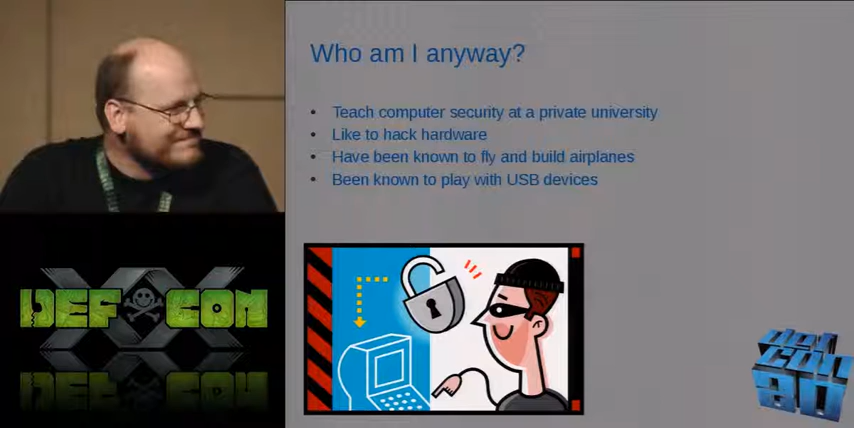 Who am I anyway?
• Teach computer security at a private university
• Like to hack hardware
• Have been known to fly and build airplanes
• Been known to play with USB devices
DEF CON
XX
def
con